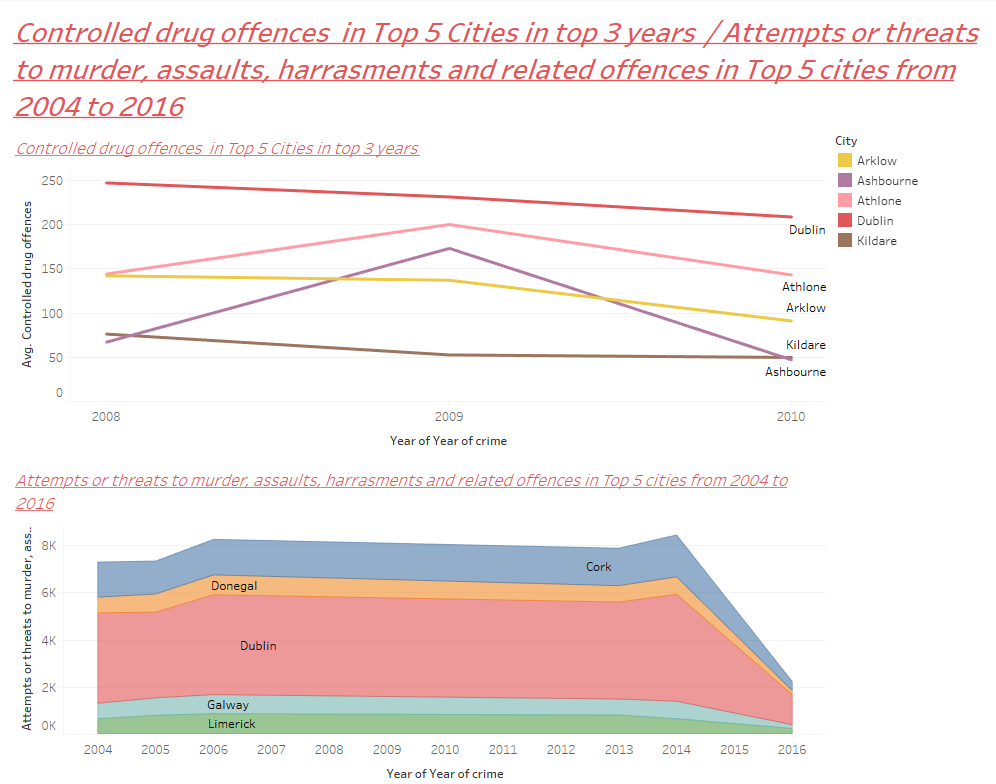 Controlled drug offences  in Top 5 Cities in top 3 years / Attempts or threats
to murder, assaults, harrasments and related offences in Top 5 cities from
2004 to 2016
Controlled drug offences  in Top 5 Cities in top 3 years
City
Arklow
Ashbourne
Athlone
Dublin
Kildare
Avg. Controlled drug offences
250
200
150
100
50
0
Dublin
Athlone
Arklow
Kildare
Ashbourne
2008 2009 2010
Year of Year of crime
Attempts or threats to murder, assaults, harrasments and related offences in Top 5 cities from 2004 to
2016
Attempts or threats to murder, ass..
8K
6K
4K
2K
0K
Cork
Donegal
Dublin
Galway
Limerick
2004 2005 2006 2007 2008 2009 2010 2011 2012 2013 2014 2015 2016
Year of Year of crime